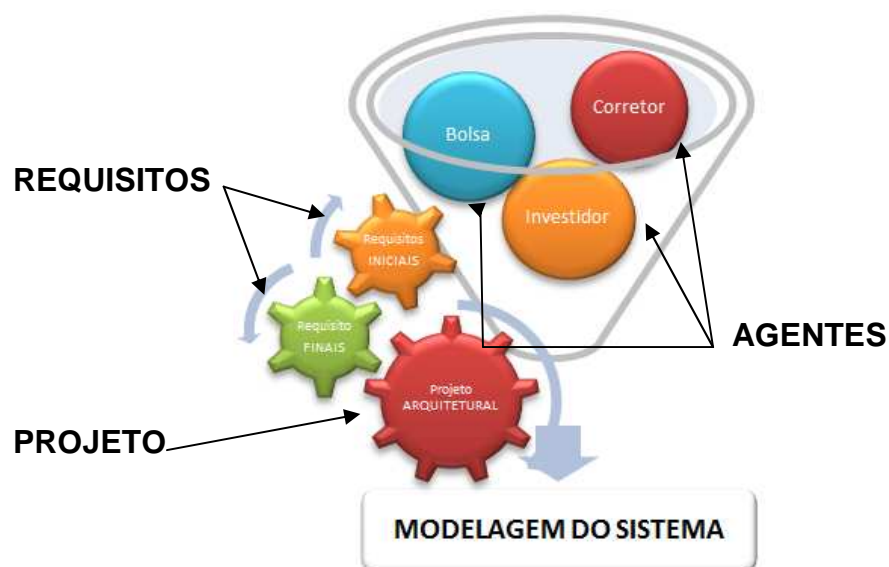 Corretor
Bolsa
REQUISITOS
Investidor
Requisitos
INICIAIS
Requisito
FINAIS
AGENTES
Projeto
ARQUITETURAL
PROJETO
MODELAGEM DO SISTEMA